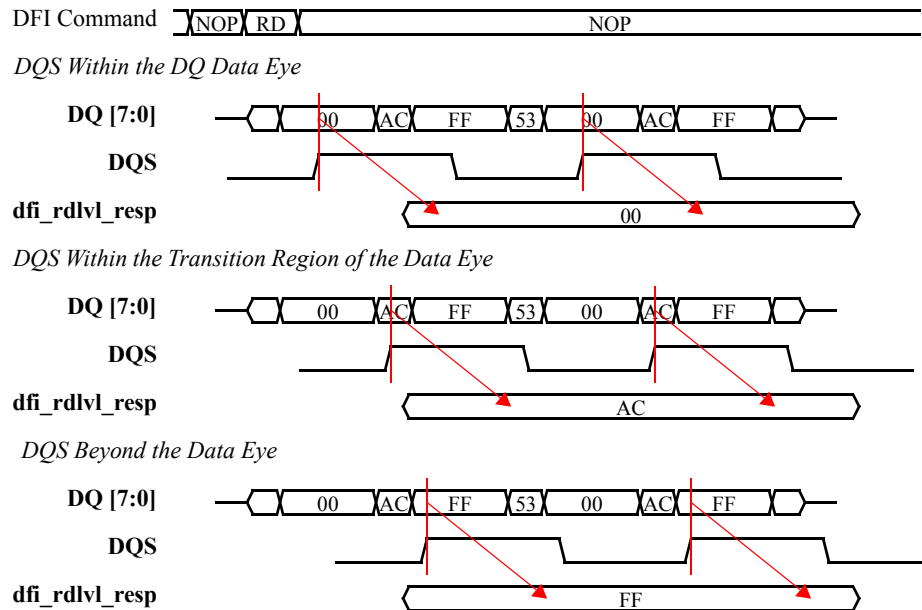 DFI Command NOP RD NOP
DQS Within the DQ Data Eye
DQ [7:0] 00 AC FF 53 00 AC FF
DQS
dfi_rdlvl_resp 00
DQS Within the Transition Region of the Data Eye
DQ [7:0] 00 AC FF 53 00 AC FF
DQS
dfi_rdlvl_resp AC
DQS Beyond the Data Eye
DQ [7:0] 00 AC FF 53 00 AC FF
DQS
dfi_rdlvl_resp FF